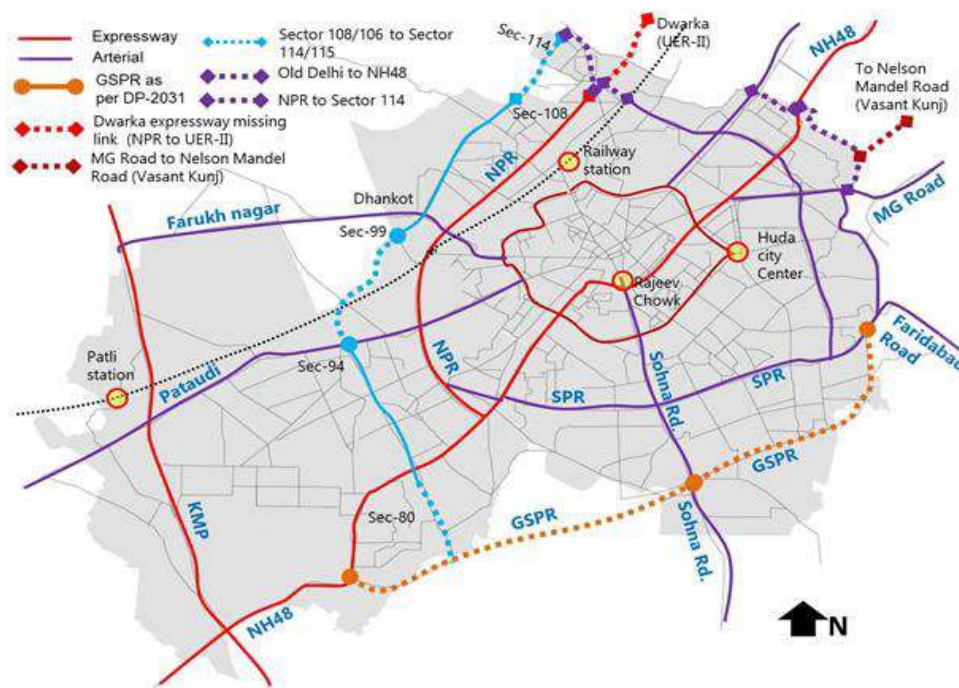 Expressway
Arterial
GSPR as
per DP-2031
Dwarka expressway missing
link (NPR to UER-II)
MG Road to Nelson Mandel
Road (Vasant Kunj)
Sector 108/106 to Sector
114/115
Old Delhi to NH48
NPR to Sector 114
Sec-114
Dwarka
(UER-II)
NH48
To Nelson
Mandel Road
(Vasant Kunj)
Sec-108
NPR
Railway
station
MG Road
Dhankot
Farukh nagar
Sec-99
Huda
city
Center
Rajeev
Chowk
Faridabad
Road
Patli
station
Pataudi
Sec-94
NPR
SPR
Sohna Rd.
SPR
GSPR
KMP
Sec-80
GSPR
Sohna Rd.
NH48
N